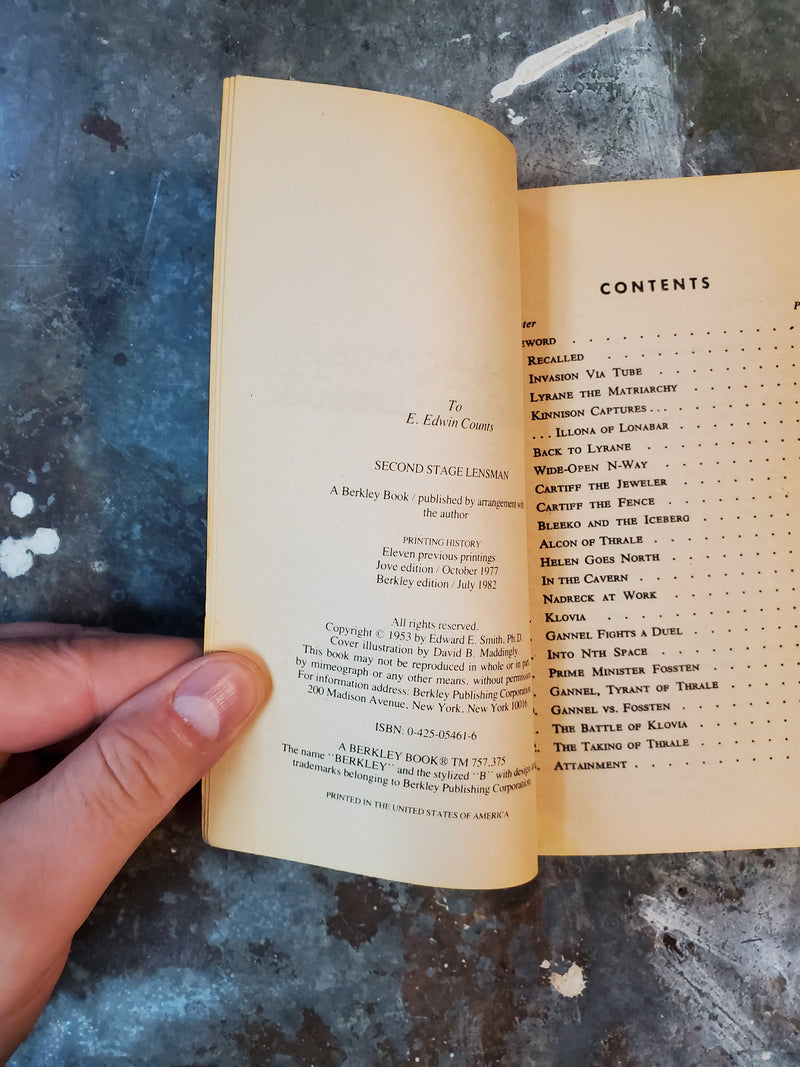 To
E. Edwin Counts
SECOND STAGE LENSMAN
A Berkley Book / published by arrangement with
the author
PRINTING HISTORY
Eleven previous printings
Jove edition / October 1977
Berkley edition / July 1982
All rights reserved.
Copyright © 1953 by Edward E. Smith, Ph.D.
Cover illustration by David B. Maddingly.
This book may not be reproduced in whole or in part,
by mimeograph or any other means, without permission.
For information address: Berkley Publishing Corporation,
200 Madison Avenue, New York, New York 10016
ISBN: 0-425-05461-6
A BERKLEY BOOK® TM 757,375
The name "BERKLEY" and the stylized "B" with design are
trademarks belonging to Berkley Publishing Corporation.
PRINTED IN THE UNITED STATES OF AMERICA
CONTENTS
RECALLED
INVASION VIA TUBE
LYRANE THE MATRIARCHY
KINNISON CAPTURES ...
... ILLONA OF LONABAR
BACK TO LYRANE
WIDE-OPEN N-WAY
CARTIFF THE JEWELER
CARTIFF THE FENCE
BLEEKO AND THE ICEBERG
ALCON OF THRALE
HELEN GOES NORTH
IN THE CAVERN
NADRECK AT WORK
KLOVIA
GANNEL FIGHTS A DUEL
INTO NTH SPACE
PRIME MINISTER FOSSTEN
GANNEL, TYRANT OF THRALE
GANNEL VS. FOSSTEN
THE BATTLE OF KLOVIA
THE TAKING OF THRALE
ATTAINMENT